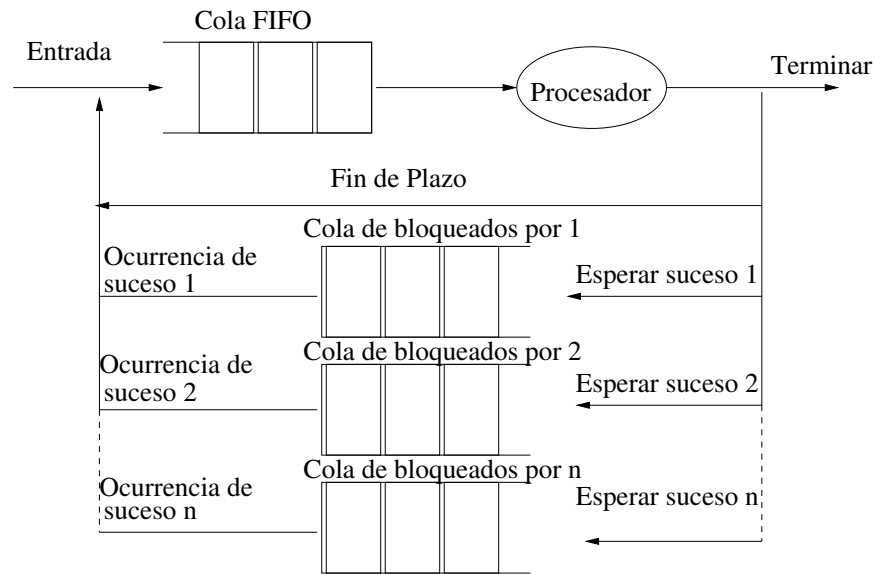 Cola FIFO
Entrada
Procesador
Terminar
Fin de Plazo
Cola de bloqueados por 1
Ocurrencia de
suceso 1
Esperar suceso 1
Cola de bloqueados por 2
Ocurrencia de
suceso 2
Esperar suceso 2
Cola de bloqueados por n
Ocurrencia de
suceso n
Esperar suceso n